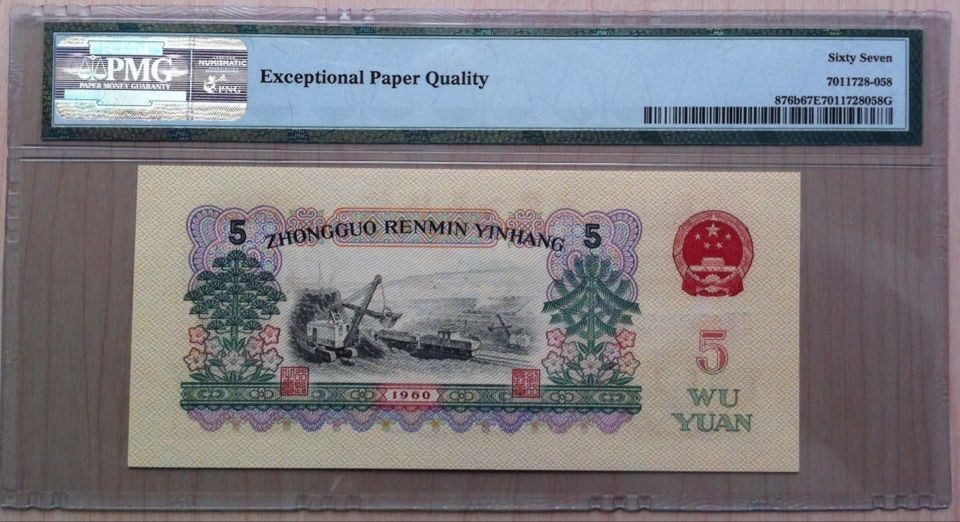 PMG
PAPER MONEY GUARANTY
NUMISMATIC
PNG
Exceptional Paper Quality
Sixty Seven
7011728-058
876b67E7011728058G
5 ZHONGGUO RENMIN YINHANG 5
1960
5
WU
YUAN